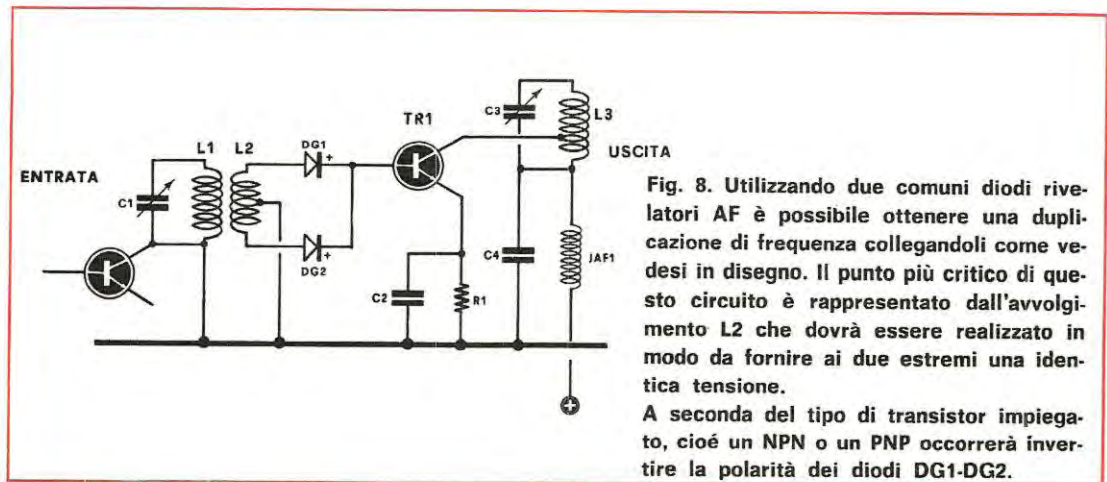 ENTRATA
C1
L1
L2
DG1
+
DG2
+
TR1
C2
R1
C3
L3
USCITA
C4
JAF1
+
Fig. 8. Utilizzando due comuni diodi rive-
latori AF è possibile ottenere una dupli-
cazione di frequenza collegandoli come ve-
desi in disegno. Il punto più critico di que-
sto circuito è rappresentato dall'avvolgi-
mento L2 che dovrà essere realizzato in
modo da fornire ai due estremi una iden-
tica tensione.
A seconda del tipo di transistor impiega-
to, cioé un NPN o un PNP occorrerà inver-
tire la polarità dei diodi DG1-DG2.